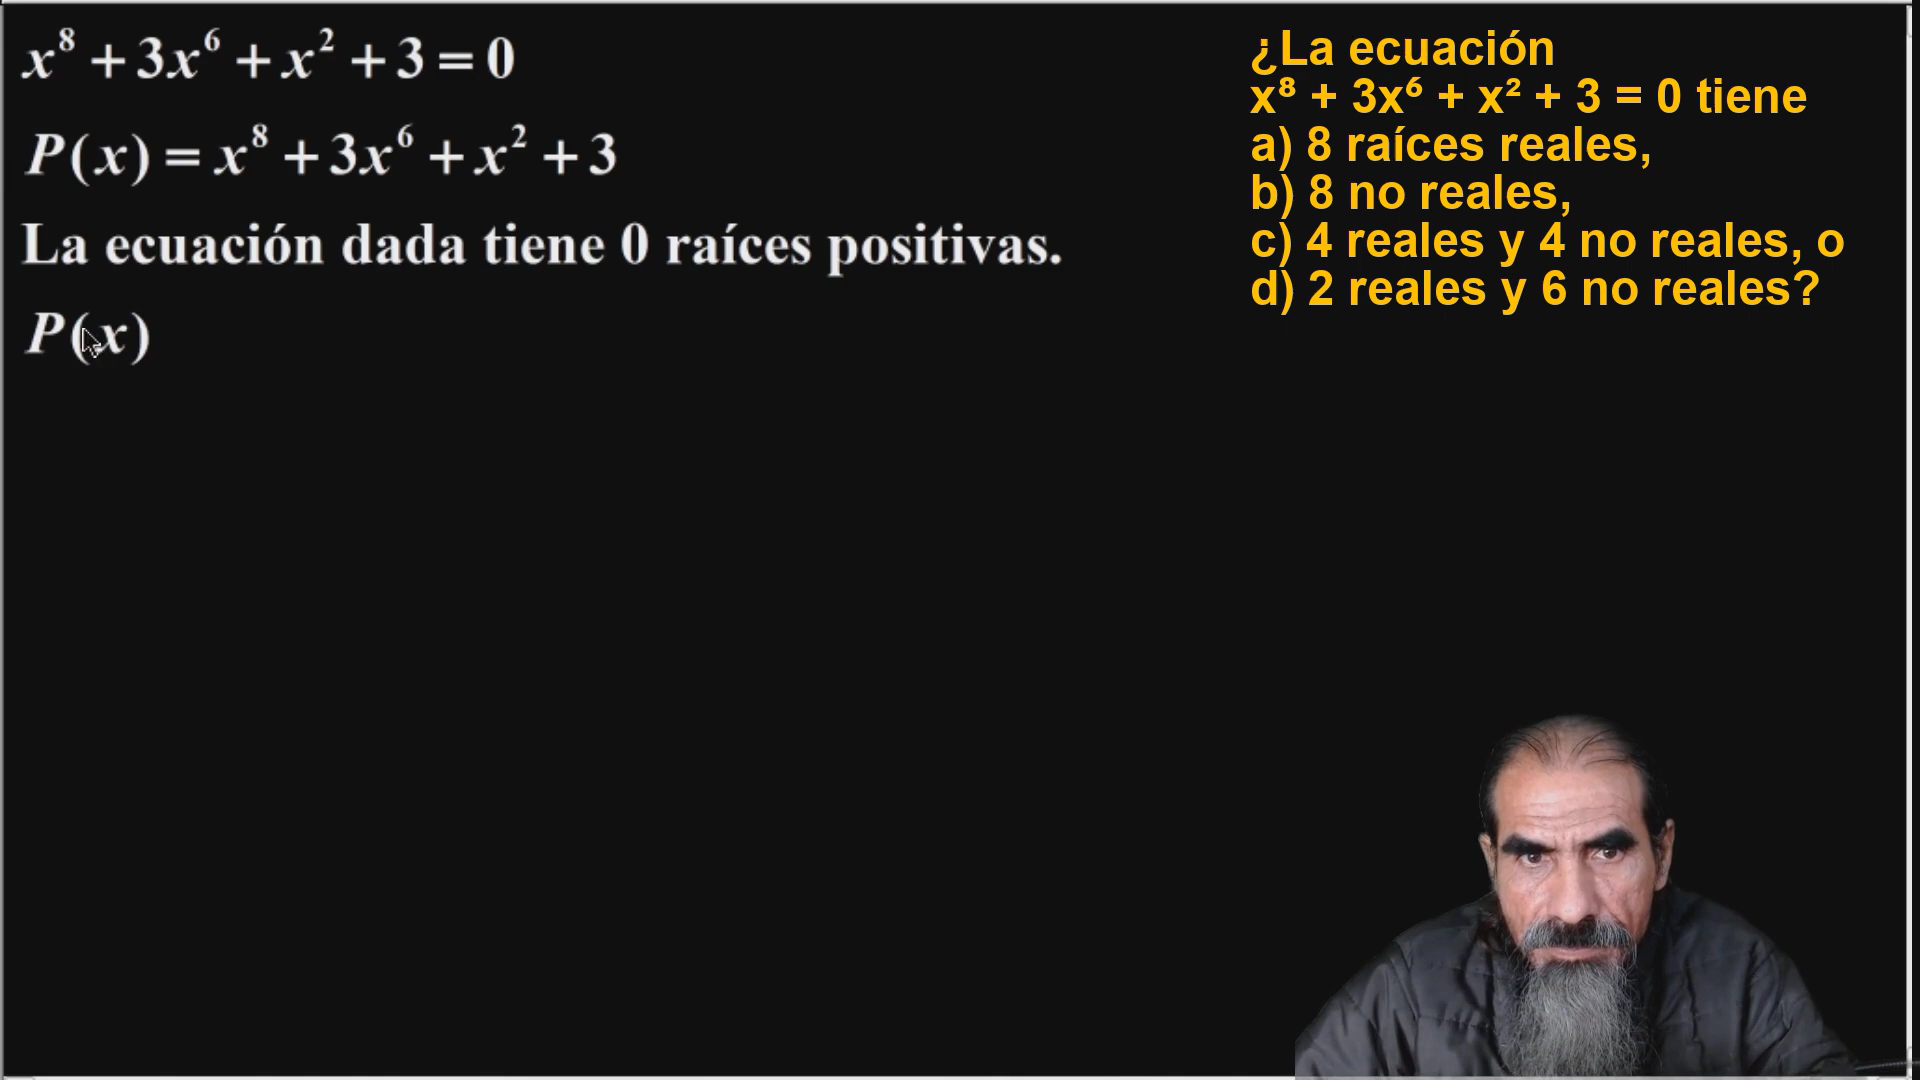 x⁸ + 3x⁶ + x² + 3 = 0
P(x) = x⁸ + 3x⁶ + x² + 3
La ecuación dada tiene 0 raíces positivas.
P(x)
¿La ecuación
x⁸ + 3x⁶ + x² + 3 = 0 tiene
a) 8 raíces reales,
b) 8 no reales,
c) 4 reales y 4 no reales, o
d) 2 reales y 6 no reales?